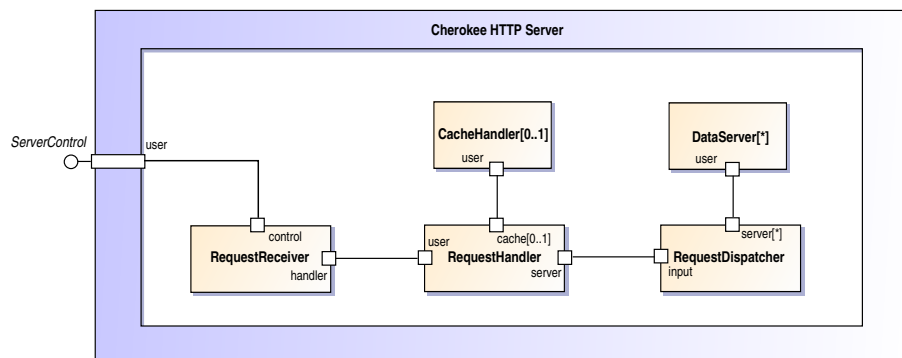 Cherokee HTTP Server
ServerControl
user
CacheHandler[0..1]
user
DataServer[*]
user
control
RequestReceiver
handler
user
cache[0..1]
RequestHandler
server
server[*]
RequestDispatcher
input